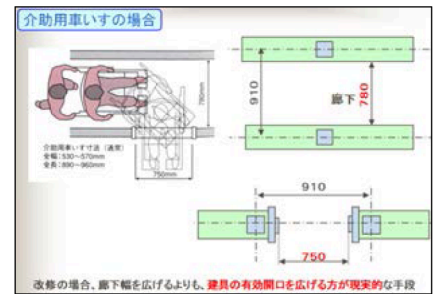 介助用車いすの場合
780mm
介助用車いす寸法（通常）
全幅：530～570mm
全長：890～960mm
750mm
910
廊下
780
910
750
改修の場合、廊下幅を広げるよりも、建具の有効開口を広げる方が現実的な手段